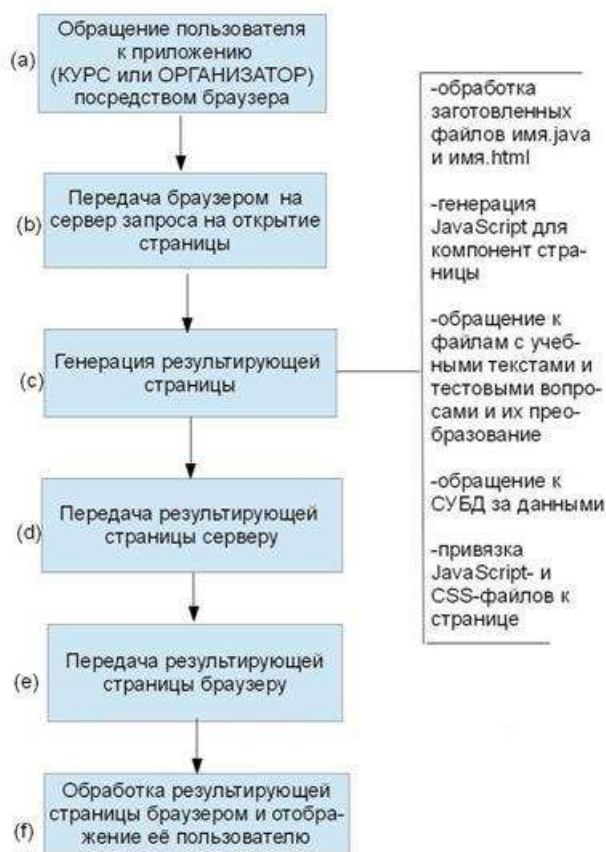 (a)
Обращение пользователя
к приложению
(КУРС или ОРГАНИЗАТОР)
посредством браузера
(b)
Передача браузером на
сервер запроса на открытие
страницы
(c)
Генерация результирующей
страницы
-обработка
заготовленных
файлов имя.java
и имя.html
-генерация
JavaScript для
компонент стра-
ницы
-обращение к
файлам с учеб-
ными текстами и
тестовыми вопро-
сами и их прео-
бразование
-обращение к
СУБД за данными
-привязка
JavaScript- и
CSS-файлов к
странице
(d)
Передача результирующей
страницы серверу
(e)
Передача результирующей
страницы браузеру
(f)
Обработка результирующей
страницы браузером и отобра-
жение её пользователю